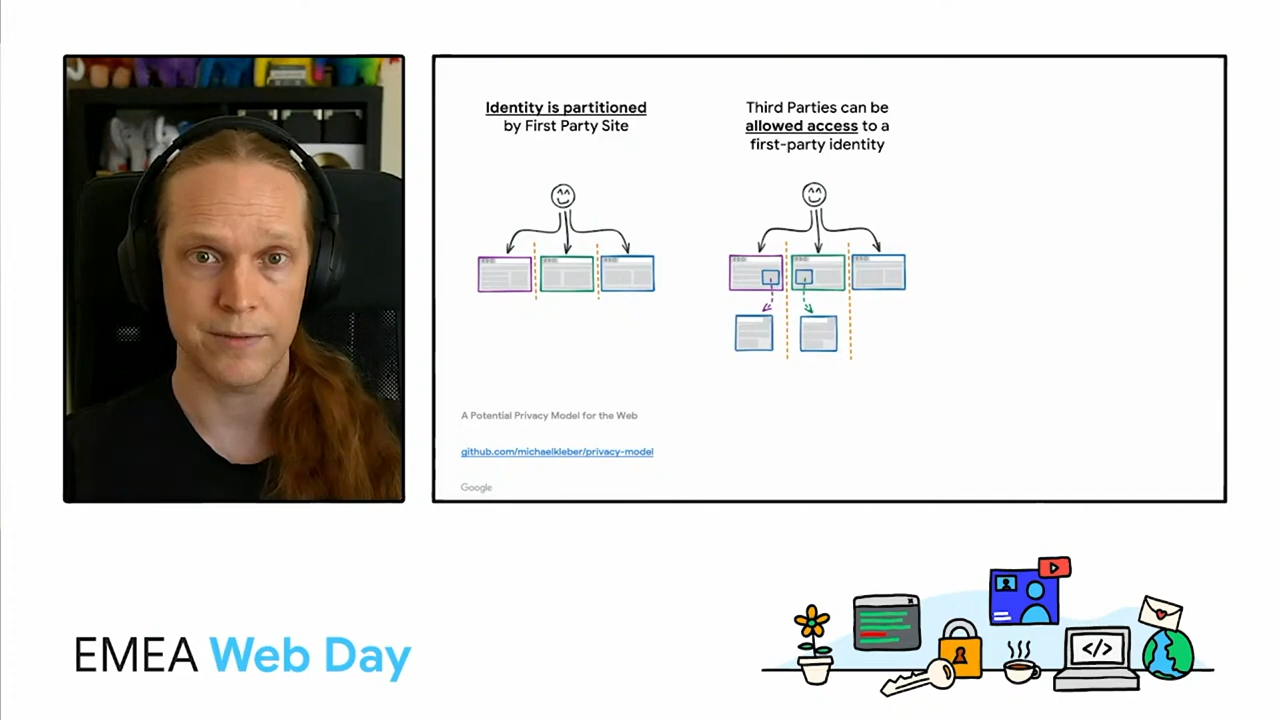 Identity is partitioned
by First Party Site
Third Parties can be
allowed access to a
first-party identity
A Potential Privacy Model for the Web
github.com/michaelkleber/privacy-model
Google
EMEA Web Day
</>